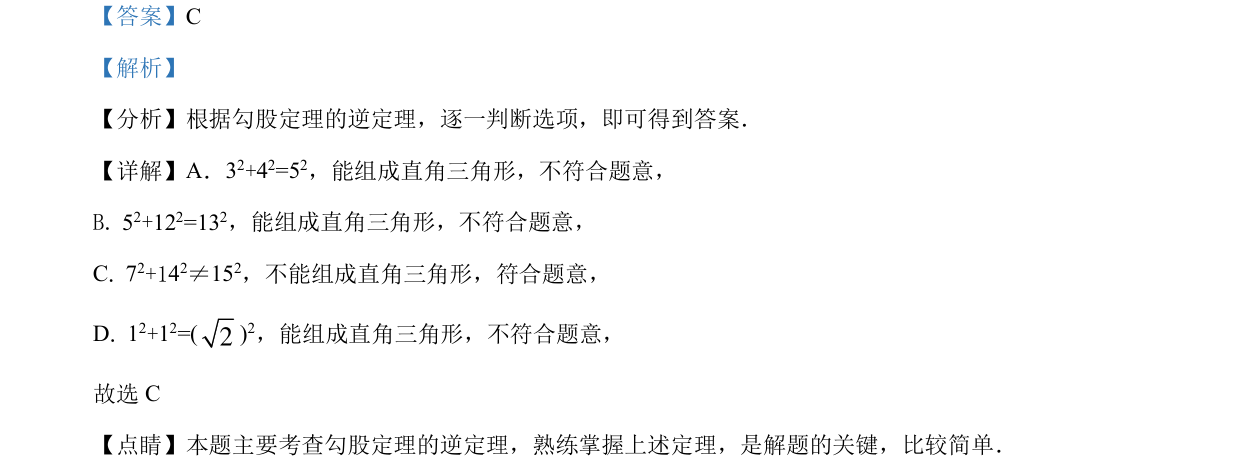 【答案】C
【解析】
【分析】根据勾股定理的逆定理，逐一判断选项，即可得到答案．
【详解】A．3²+4²=5²，能组成直角三角形，不符合题意，
B. 5²+12²=13²，能组成直角三角形，不符合题意，
C. 7²+14²≠15²，不能组成直角三角形，符合题意，
D. 1²+1²=(√2)²，能组成直角三角形，不符合题意，
故选 C
【点睛】本题主要考查勾股定理的逆定理，熟练掌握上述定理，是解题的关键，比较简单．